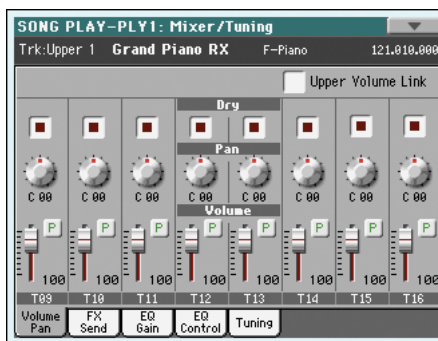 SONG PLAY-PLY1: Mixer/Tuning
Trk:Upper 1 Grand Piano RX F-Piano 121.010.000
Upper Volume Link
Dry
Pan
C 00 C 00 C 00 C 00 C 00 C 00 C 00 C 00
Volume
P P P P P P P P
100 100 100 100 100 100 100 100
T09 T10 T11 T12 T13 T14 T15 T16
Volume Pan FX Send EQ Gain EQ Control Tuning